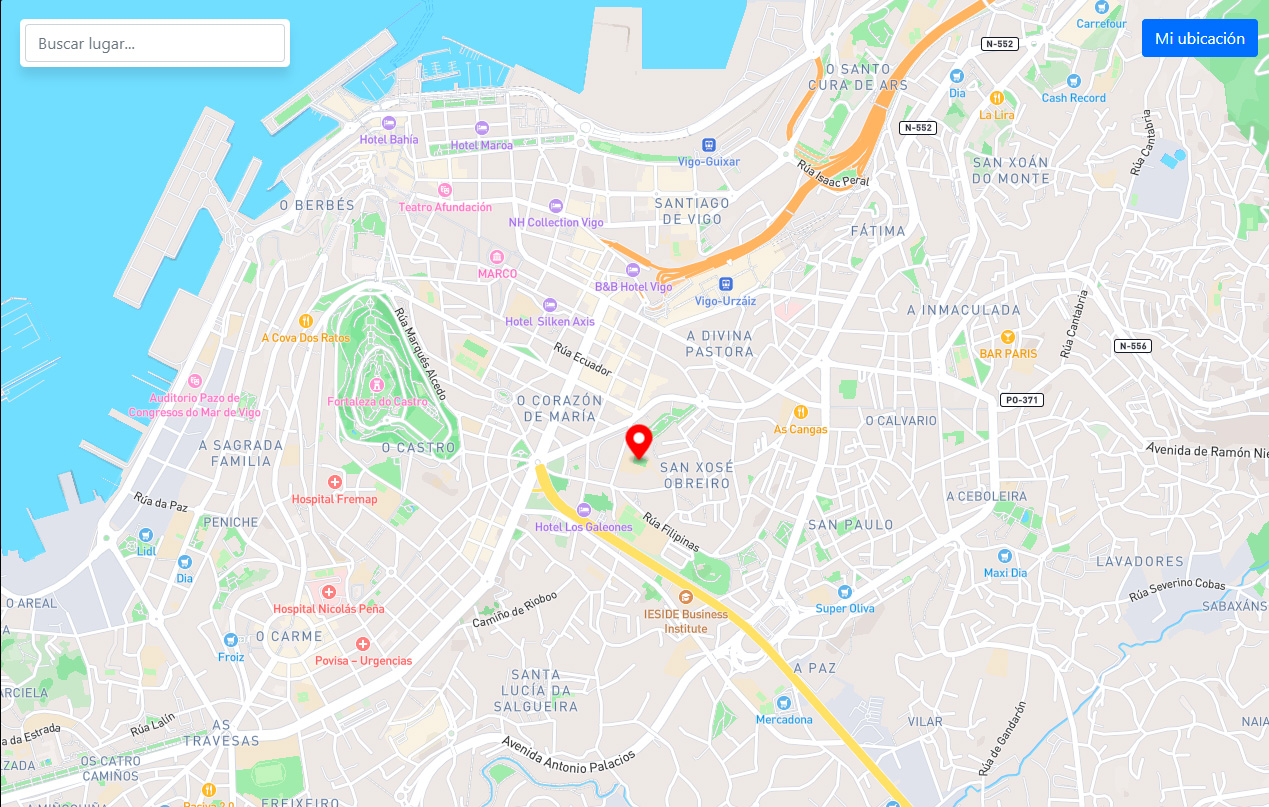 Buscar lugar...
Carrefour
Mi ubicación
N-552
O SANTO
CURA DE ARS
Dia
Cash Record
La Lira
Hotel Bahía
Hotel Maroa
N-552
Vigo-Guixar
Rúa Cantabria
Rúa Isaac Peral
SAN XOÁN
DO MONTE
O BERBÉS
Teatro Afundación
NH Collection Vigo
SANTIAGO
DE VIGO
FÁTIMA
MARCO
B&B Hotel Vigo
Vigo-Urzáiz
Hotel Silken Axis
A INMACULADA
A Cova Dos Ratos
Rúa Marqués Alcedo
Rúa Ecuador
A DIVINA
PASTORA
Rúa Cantabria
N-556
BAR PARIS
Auditorio Pazo de
Congresos do Mar de Vigo
Fortaleza do Castro
O CORAZÓN
DE MARÍA
PO-371
As Cangas
O CALVARIO
A SAGRADA
FAMILIA
O CASTRO
Avenida de Ramón Nie
SAN XOSÉ
OBREIRO
Hospital Fremap
A CEBOLEIRA
Rúa da Paz
PENICHE
Hotel Los Galeones
Rúa Filipinas
SAN PAULO
Lidl
Dia
Maxi Dia
LAVADORES
Rúa Severino Cobas
O AREAL
Hospital Nicolás Peña
Camiño de Rioboo
IESIDE Business
Institute
Super Oliva
SABAXÁNS
A
O CARME
Froiz
Povisa – Urgencias
A PAZ
ARCIELA
SANTA
LUCÍA DA
SALGUEIRA
Mercadona
VILAR
Rúa de Gandarón
NAIA
Rúa Lalín
a da Estrada
AS
TRAVESAS
Avenida Antonio Palacios
ZADA
OS CATRO
CAMIÑOS
Pasiva 2.0
FREIXEIRO
A MIÑOQUIÑA